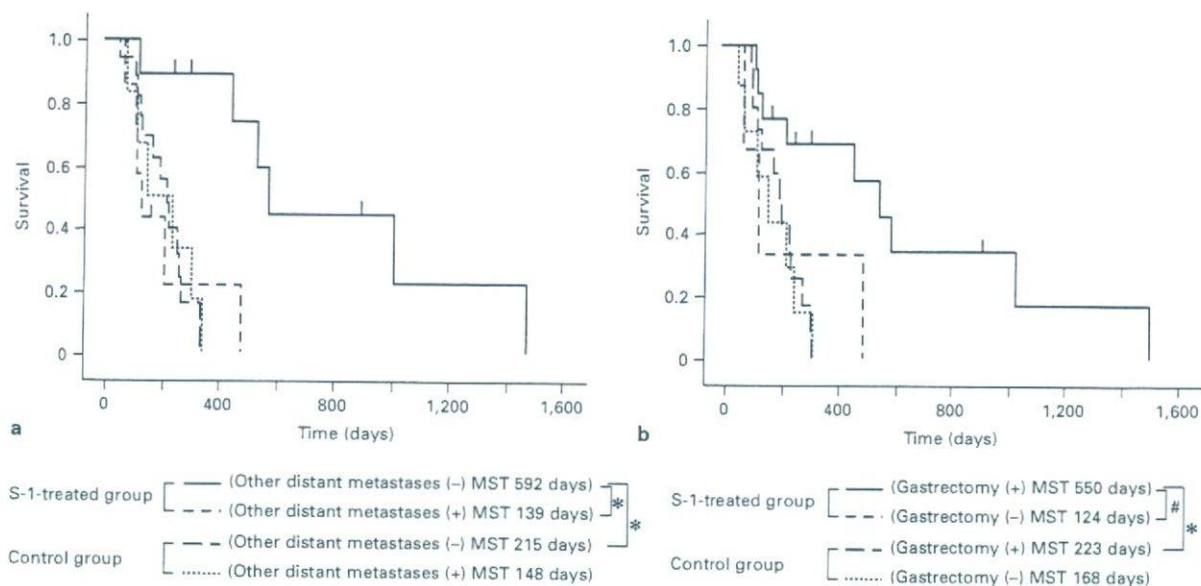 1.0
0.8
0.6
0.4
0.2
0
Survival
0 400 800 1,200 1,600
Time (days)
a
1.0
0.8
0.6
0.4
0.2
0
Survival
0 400 800 1,200 1,600
Time (days)
b
S-1-treated group
(Other distant metastases (–) MST 592 days)
(Other distant metastases (+) MST 139 days)
Control group
(Other distant metastases (–) MST 215 days)
(Other distant metastases (+) MST 148 days)
*
*
S-1-treated group
(Gastrectomy (+) MST 550 days)
(Gastrectomy (–) MST 124 days)
Control group
(Gastrectomy (+) MST 223 days)
(Gastrectomy (–) MST 168 days)
#
*